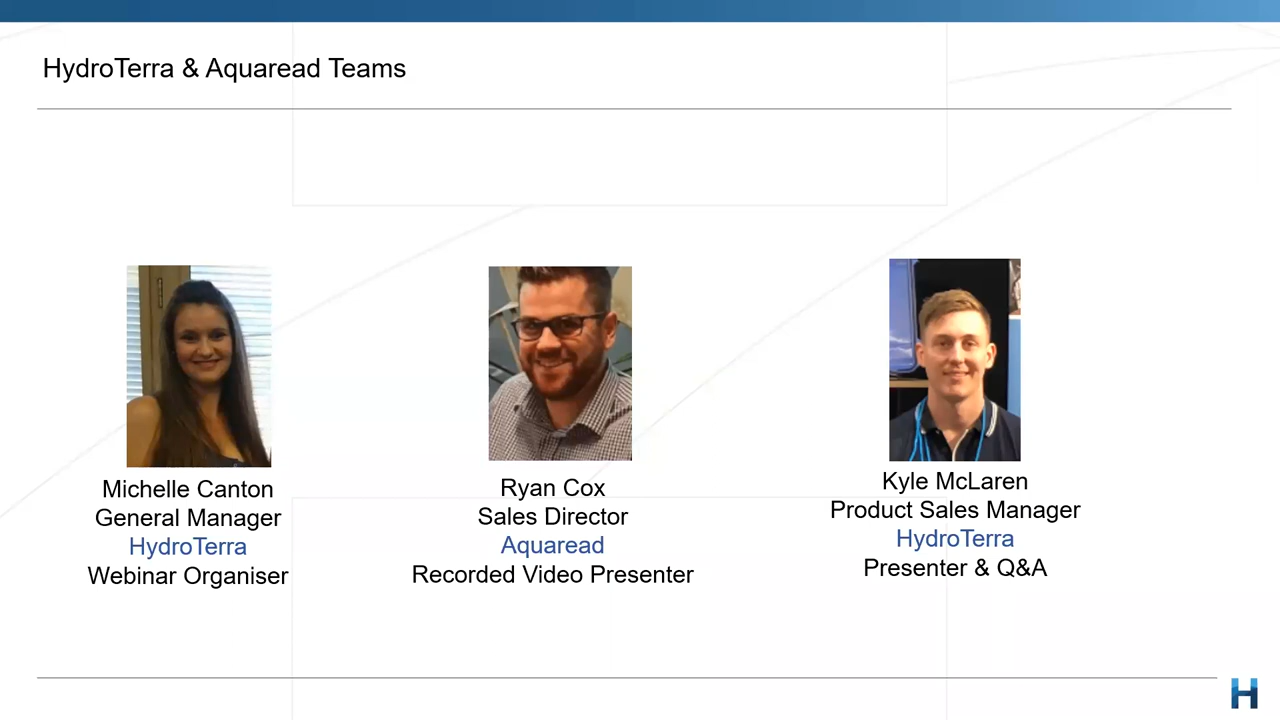 HydroTerra & Aquaread Teams
Michelle Canton
General Manager
HydroTerra
Webinar Organiser
Ryan Cox
Sales Director
Aquaread
Recorded Video Presenter
Kyle McLaren
Product Sales Manager
HydroTerra
Presenter & Q&A
H